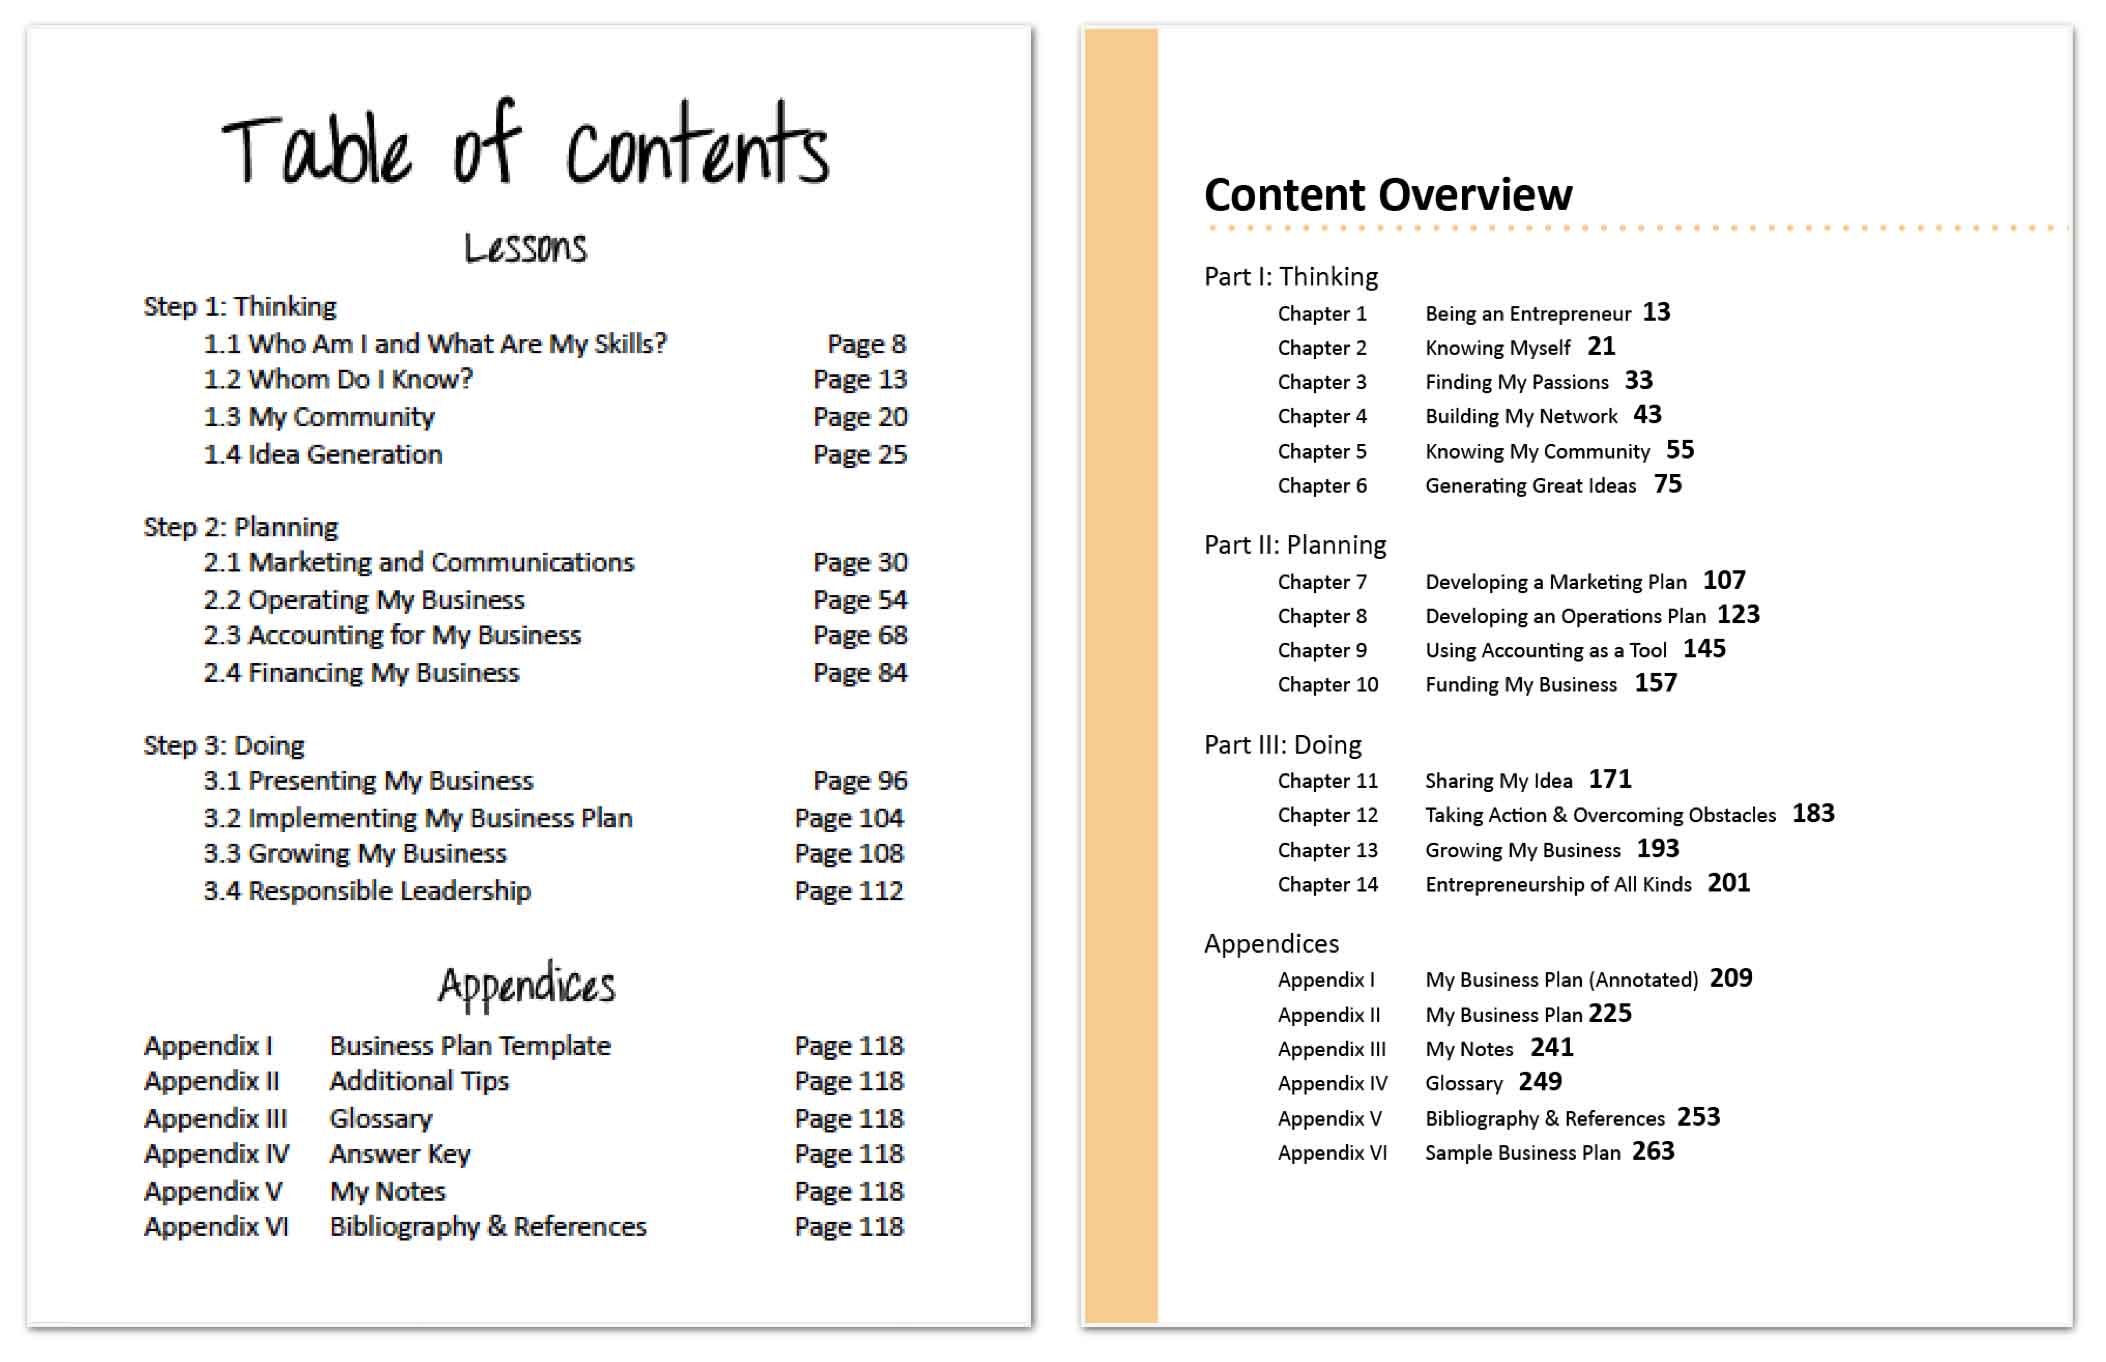 Table of Contents
Lessons
Step 1: Thinking
1.1 Who Am I and What Are My Skills? Page 8
1.2 Whom Do I Know? Page 13
1.3 My Community Page 20
1.4 Idea Generation Page 25
Step 2: Planning
2.1 Marketing and Communications Page 30
2.2 Operating My Business Page 54
2.3 Accounting for My Business Page 68
2.4 Financing My Business Page 84
Step 3: Doing
3.1 Presenting My Business Page 96
3.2 Implementing My Business Plan Page 104
3.3 Growing My Business Page 108
3.4 Responsible Leadership Page 112
Appendices
Appendix I Business Plan Template Page 118
Appendix II Additional Tips Page 118
Appendix III Glossary Page 118
Appendix IV Answer Key Page 118
Appendix V My Notes Page 118
Appendix VI Bibliography & References Page 118
Content Overview
Part I: Thinking
Chapter 1 Being an Entrepreneur 13
Chapter 2 Knowing Myself 21
Chapter 3 Finding My Passions 33
Chapter 4 Building My Network 43
Chapter 5 Knowing My Community 55
Chapter 6 Generating Great Ideas 75
Part II: Planning
Chapter 7 Developing a Marketing Plan 107
Chapter 8 Developing an Operations Plan 123
Chapter 9 Using Accounting as a Tool 145
Chapter 10 Funding My Business 157
Part III: Doing
Chapter 11 Sharing My Idea 171
Chapter 12 Taking Action & Overcoming Obstacles 183
Chapter 13 Growing My Business 193
Chapter 14 Entrepreneurship of All Kinds 201
Appendices
Appendix I My Business Plan (Annotated) 209
Appendix II My Business Plan 225
Appendix III My Notes 241
Appendix IV Glossary 249
Appendix V Bibliography & References 253
Appendix VI Sample Business Plan 263